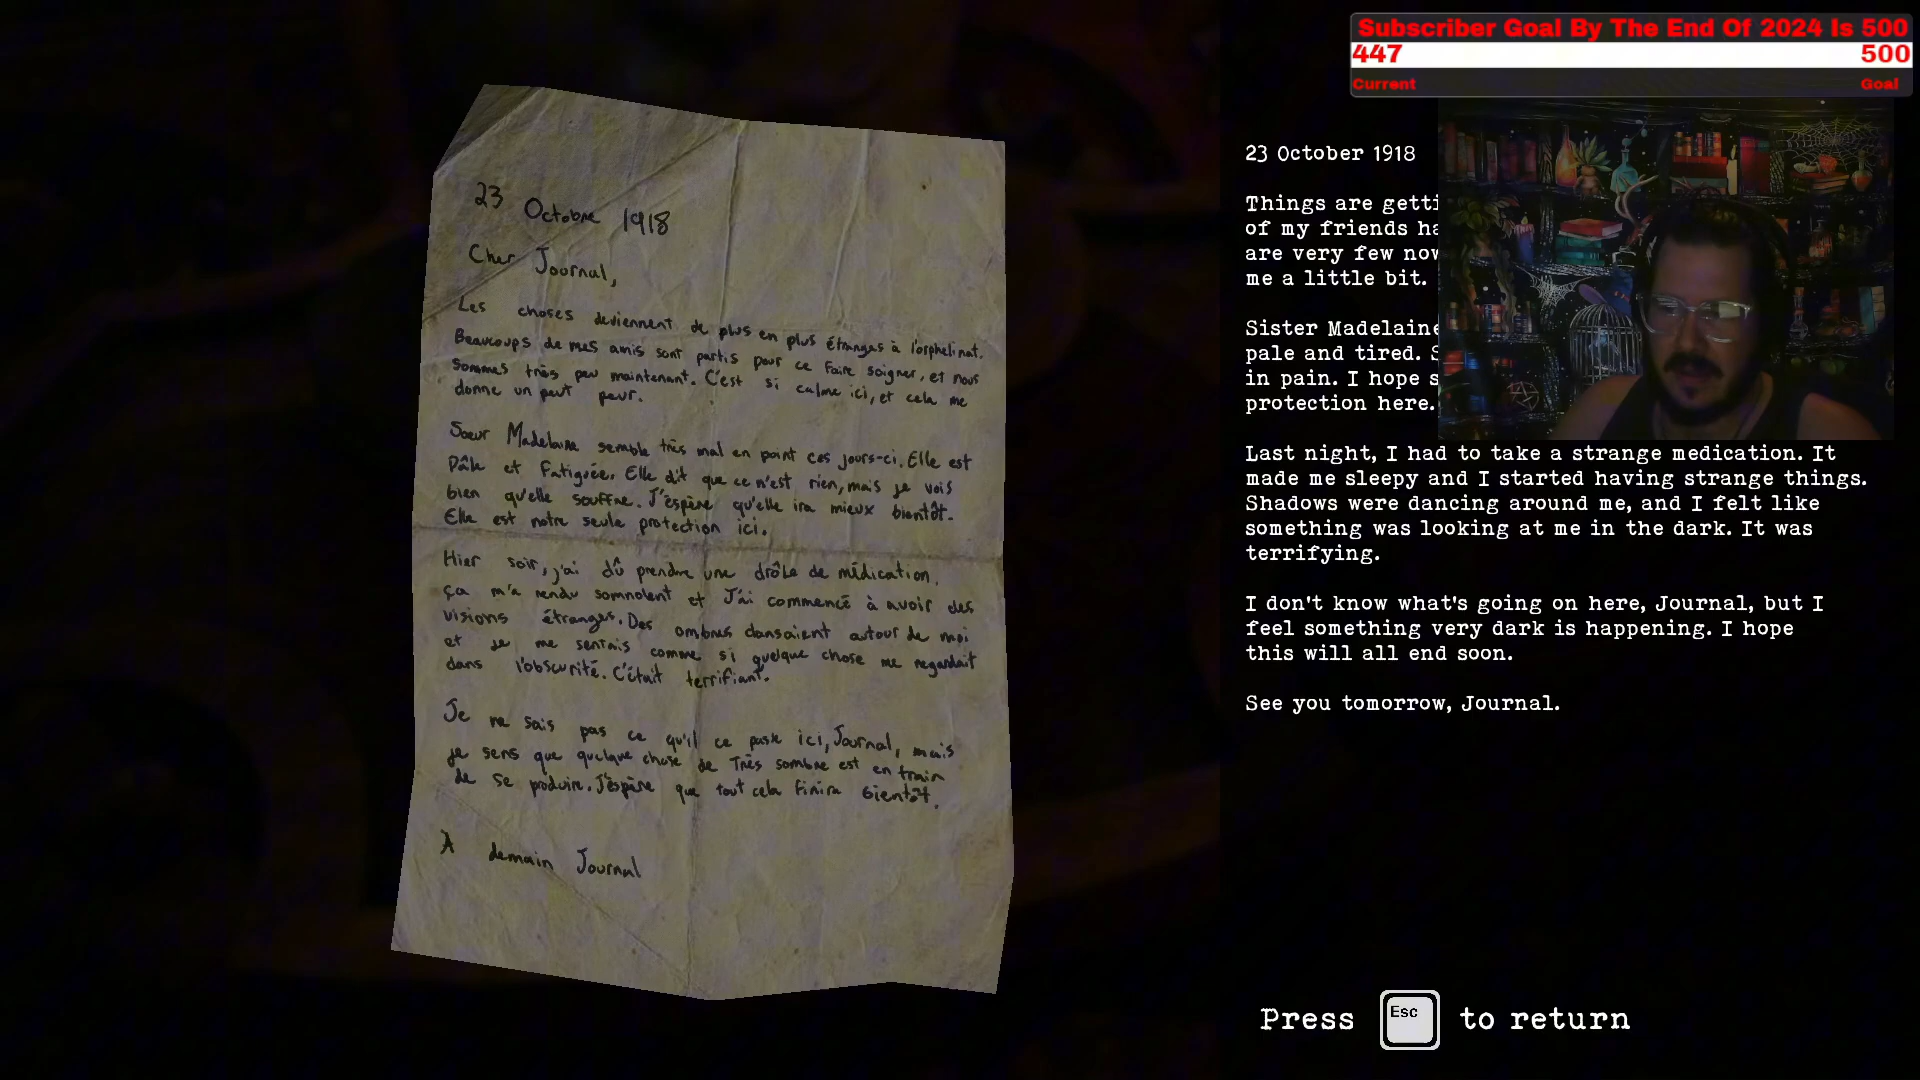 Subscriber Goal By The End Of 2024 Is 500
447 500
Current Goal
23 Octobre 1918
Cher Journal,
Les choses deviennent de plus en plus étranges à l'orphelinat.
Beaucoups de mes amis sont partis pour ce faire soigner, et nous
sommes très peu maintenant. C'est si calme ici, et cela me
donne un peut peur.
Soeur Madelaine semble très mal en point ces jours-ci. Elle est
Pâle et fatiguée. Elle dit que ce n'est rien, mais je vois
bien qu'elle souffre. J'espère qu'elle ira mieux bientôt.
Elle est notre seule protection ici.
Hier soir, j'ai dû prendre une drôle de médication.
ça m'a rendu somnolent et J'ai commencé à avoir des
visions étranges. Des ombres dansaient autour de moi
et je me sentais comme si quelque chose me regardait
dans l'obscurité. C'était terrifiant.
Je ne sais pas ce qu'il ce passe ici, Journal, mais
je sens que quelque chose de Très sombre est en train
de se produire. J'éspère que tout cela finira bientôt.
À demain Journal
23 October 1918
Things are getti
of my friends ha
are very few now
me a little bit.
Sister Madelaine
pale and tired. S
in pain. I hope s
protection here.
Last night, I had to take a strange medication. It
made me sleepy and I started having strange things.
Shadows were dancing around me, and I felt like
something was looking at me in the dark. It was
terrifying.
I don't know what's going on here, Journal, but I
feel something very dark is happening. I hope
this will all end soon.
See you tomorrow, Journal.
Press Esc to return